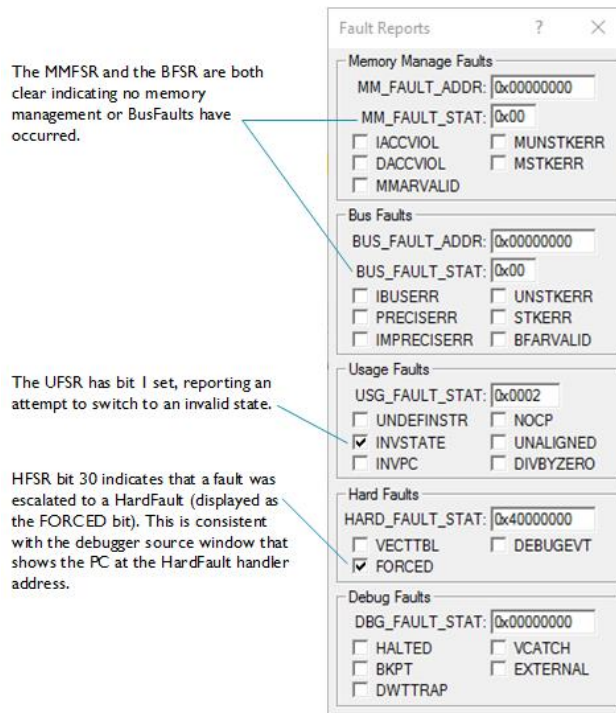 The MMFSR and the BFSR are both
clear indicating no memory
management or BusFaults have
occurred.
The UFSR has bit 1 set, reporting an
attempt to switch to an invalid state.
HFSR bit 30 indicates that a fault was
escalated to a HardFault (displayed as
the FORCED bit). This is consistent
with the debugger source window that
shows the PC at the HardFault handler
address.
Fault Reports ? ×
Memory Manage Faults
MM_FAULT_ADDR: 0x00000000
MM_FAULT_STAT: 0x00
IACCVIOL MUNSTKERR
DACCVIOL MSTKERR
MMARVALID
Bus Faults
BUS_FAULT_ADDR: 0x00000000
BUS_FAULT_STAT: 0x00
IBUSERR UNSTKERR
PRECISERR STKERR
IMPRECISERR BFARVALID
Usage Faults
USG_FAULT_STAT: 0x0002
UNDEFINSTR NOCP
INVSTATE UNALIGNED
INVPC DIVBYZERO
Hard Faults
HARD_FAULT_STAT: 0x40000000
VECTTBL DEBUGEVT
FORCED
Debug Faults
DBG_FAULT_STAT: 0x00000000
HALTED VCATCH
BKPT EXTERNAL
DWTTRAP